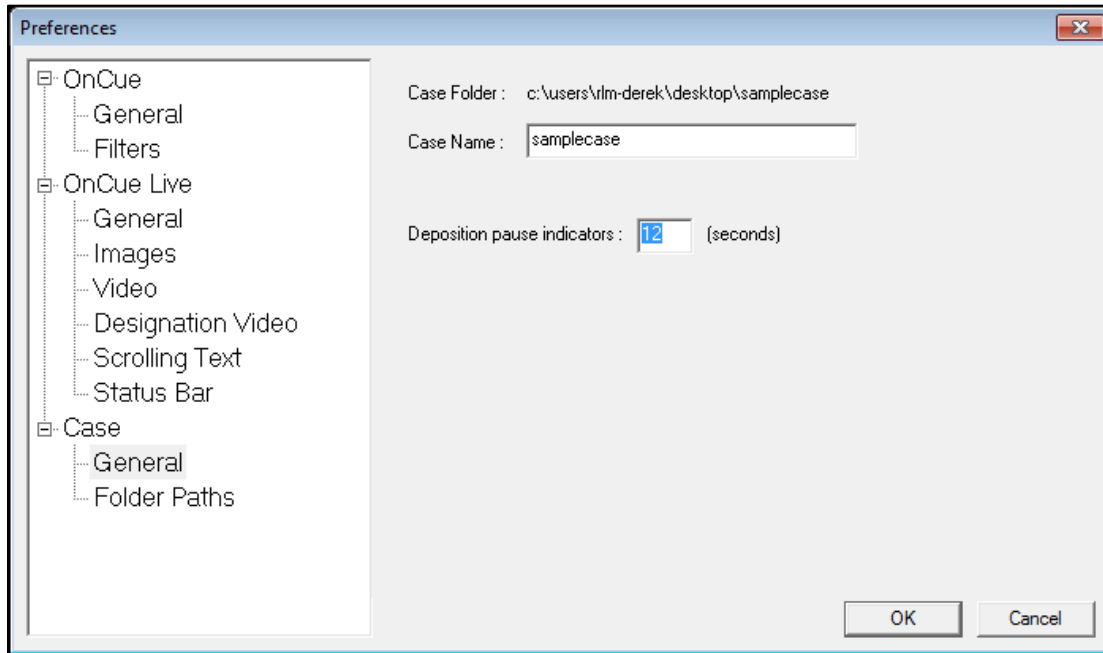 Preferences
OnCue
General
Filters
OnCue Live
General
Images
Video
Designation Video
Scrolling Text
Status Bar
Case
General
Folder Paths
Case Folder : c:\users\rlm-derek\desktop\samplecase
Case Name : samplecase
Deposition pause indicators : 12 (seconds)
OK Cancel